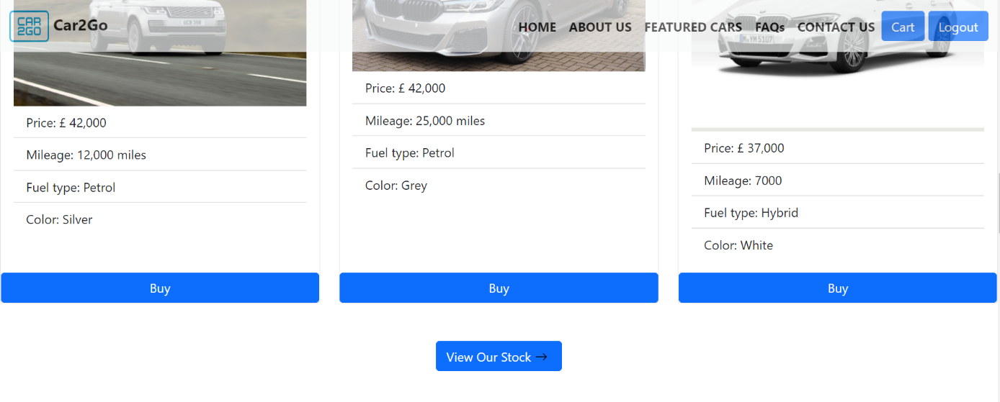 CAR
2GO
Car2Go
HOME ABOUT US FEATURED CARS FAQs CONTACT US Cart Logout
Price: £ 42,000
Mileage: 12,000 miles
Fuel type: Petrol
Color: Silver
Buy
Price: £ 42,000
Mileage: 25,000 miles
Fuel type: Petrol
Color: Grey
Buy
Price: £ 37,000
Mileage: 7000
Fuel type: Hybrid
Color: White
Buy
View Our Stock →